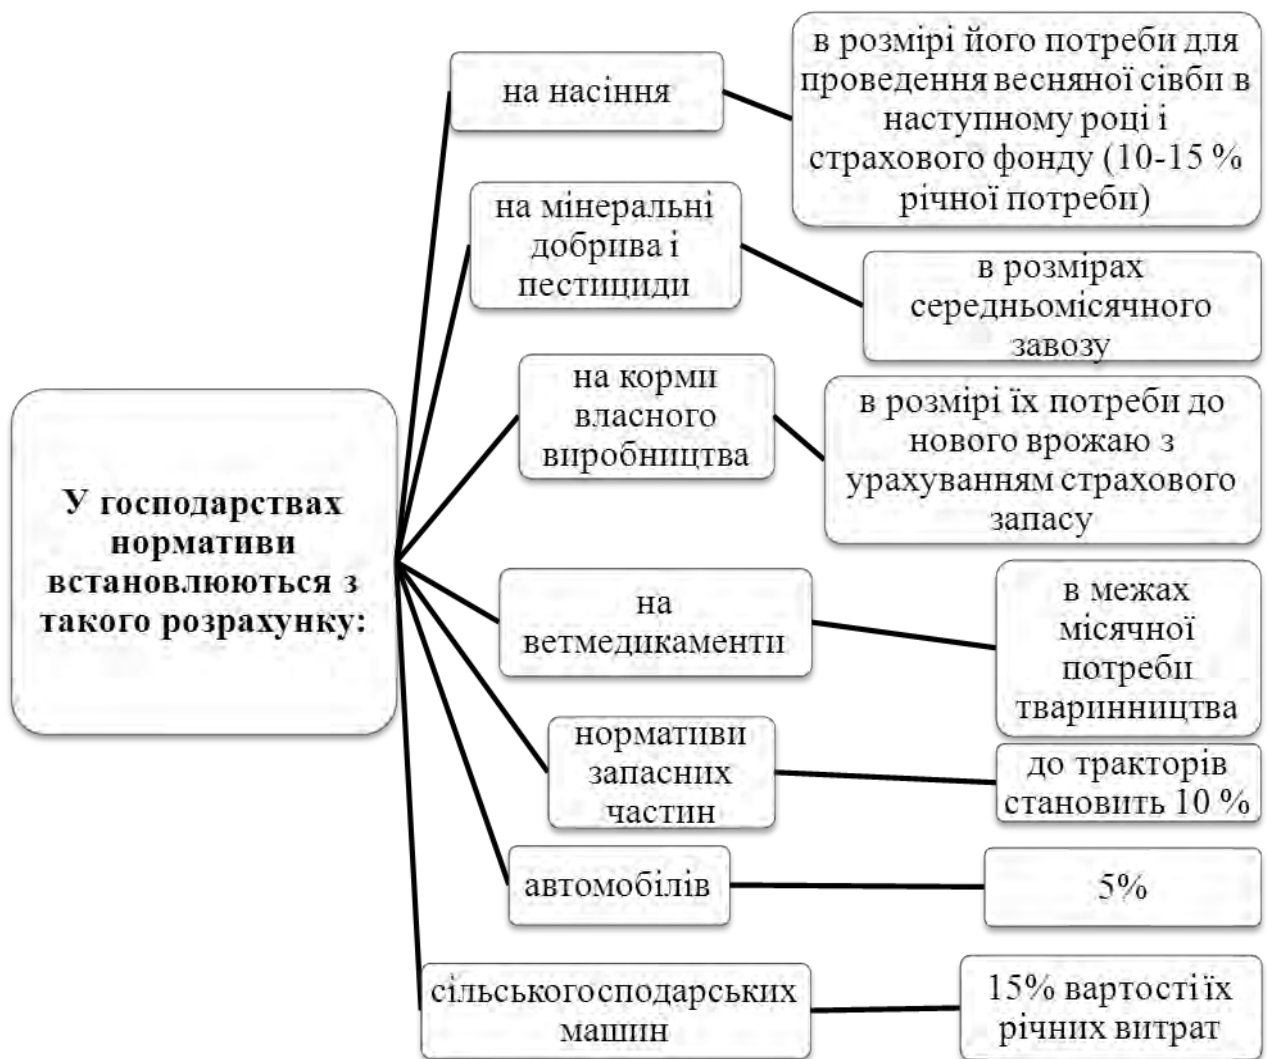 У господарствах
нормативи
встановлюються з
такого розрахунку:
на насіння
в розмірі його потреби для
проведення весняної сівби в
наступному році і
страхового фонду (10-15 %
річної потреби)
на мінеральні
добрива і
пестициди
в розмірах
середньомісячного
завозу
на корми
власного
виробництва
в розмірі їх потреби до
нового врожаю з
урахуванням страхового
запасу
на
ветмедикаменти
в межах
місячної
потреби
тваринництва
нормативи
запасних
частин
до тракторів
становить 10 %
автомобілів
5%
сільськогосподарських
машин
15% вартості їх
річних витрат